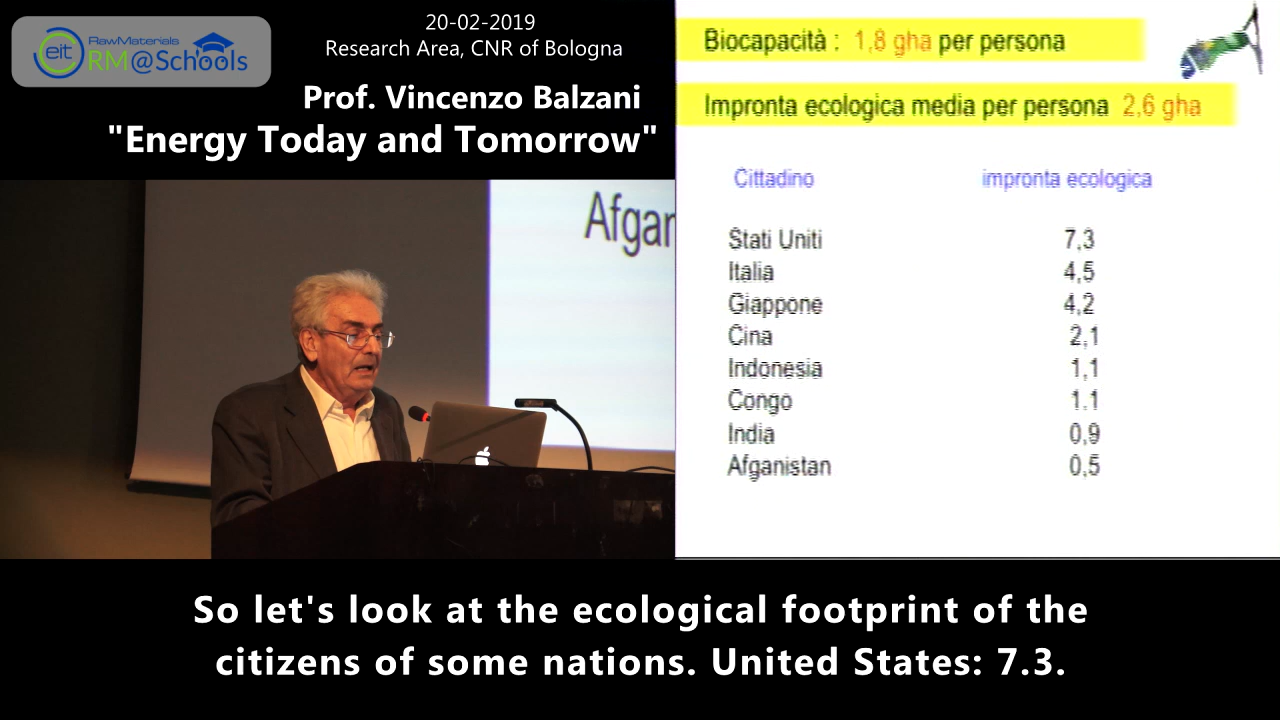 eit RawMaterials
RM@Schools
20-02-2019
Research Area, CNR of Bologna
Prof. Vincenzo Balzani
"Energy Today and Tomorrow"
Afgan
Biocapacità : 1,8 gha per persona
Impronta ecologica media per persona 2,6 gha
Cittadino impronta ecologica
Stati Uniti 7,3
Italia 4,5
Giappone 4,2
Cina 2,1
Indonesia 1,1
Congo 1.1
India 0,9
Afganistan 0,5
So let's look at the ecological footprint of the
citizens of some nations. United States: 7.3.